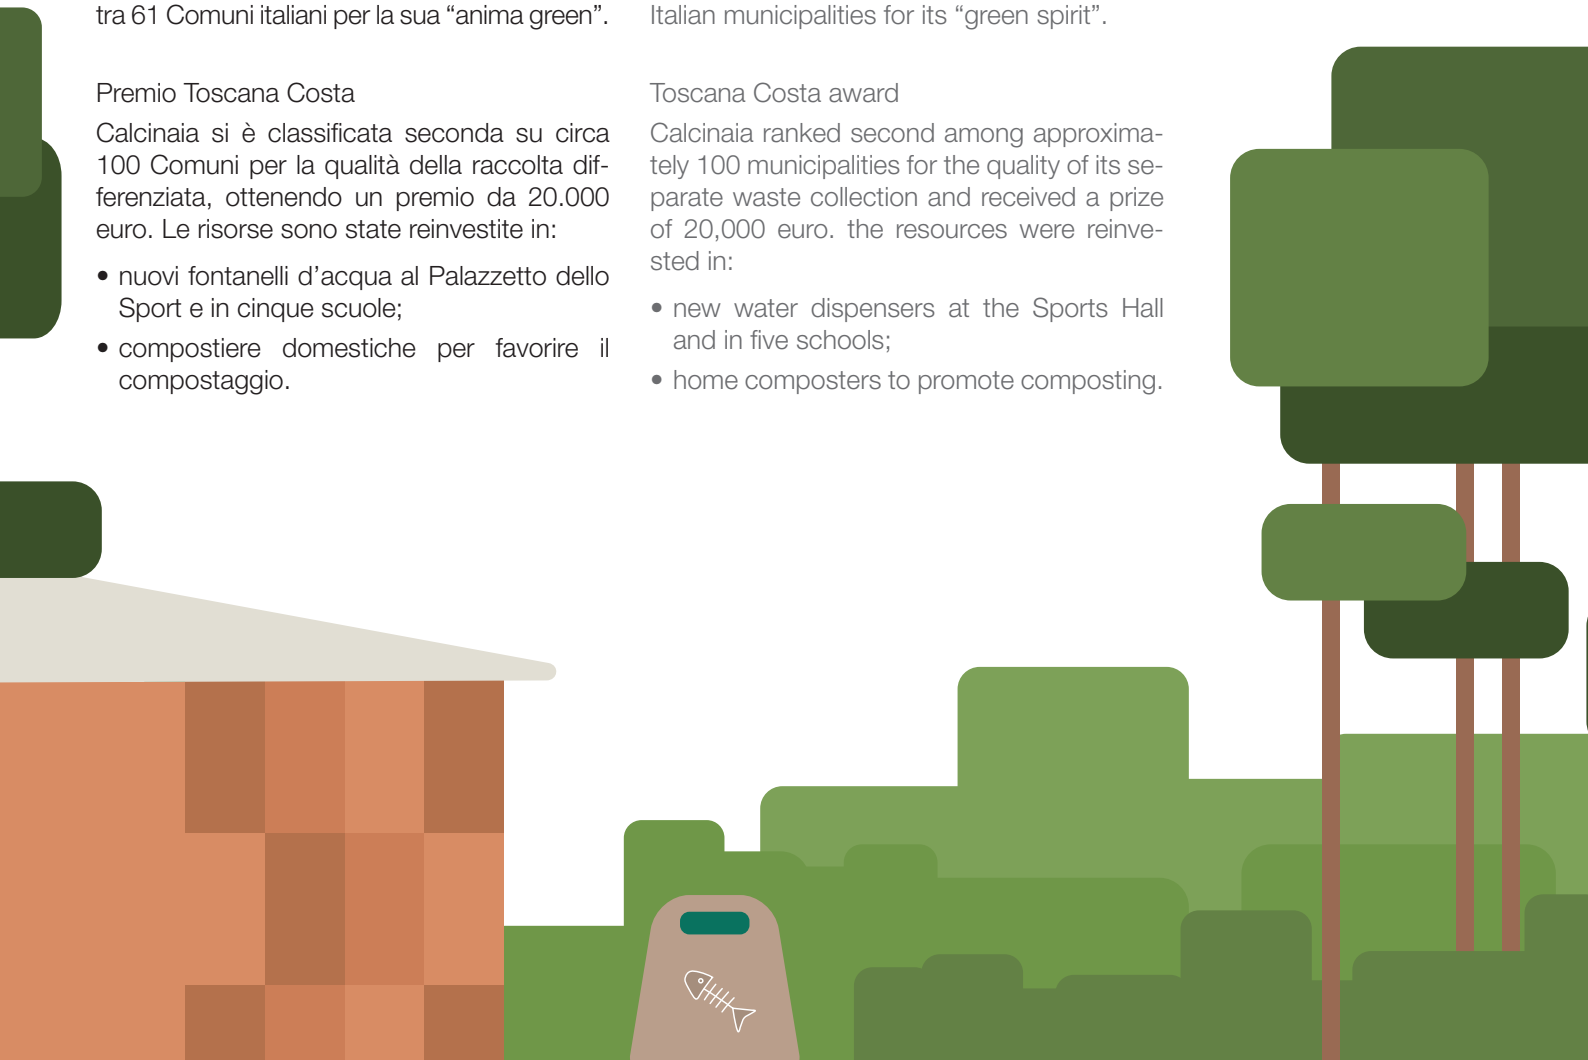 tra 61 Comuni italiani per la sua “anima green”.
Premio Toscana Costa
Calcinaia si è classificata seconda su circa
100 Comuni per la qualità della raccolta dif-
ferenziata, ottenendo un premio da 20.000
euro. Le risorse sono state reinvestite in:
• nuovi fontanelli d’acqua al Palazzetto dello
Sport e in cinque scuole;
• compostiere domestiche per favorire il
compostaggio.
Italian municipalities for its “green spirit”.
Toscana Costa award
Calcinaia ranked second among approxima-
tely 100 municipalities for the quality of its se-
parate waste collection and received a prize
of 20,000 euro. the resources were reinve-
sted in:
• new water dispensers at the Sports Hall
and in five schools;
• home composters to promote composting.